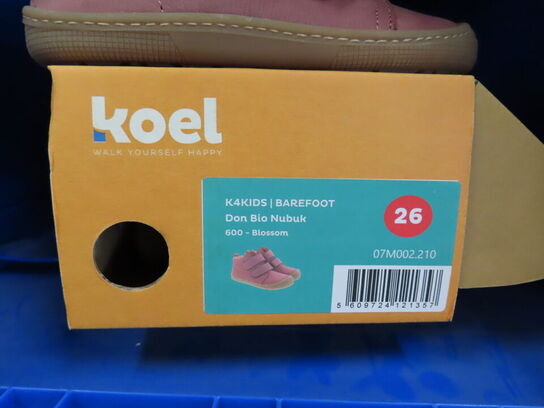 koel
WALK YOURSELF HAPPY
K4KIDS | BAREFOOT
Don Bio Nubuk
600 - Blossom
26
07M002.210
5 609724 121357